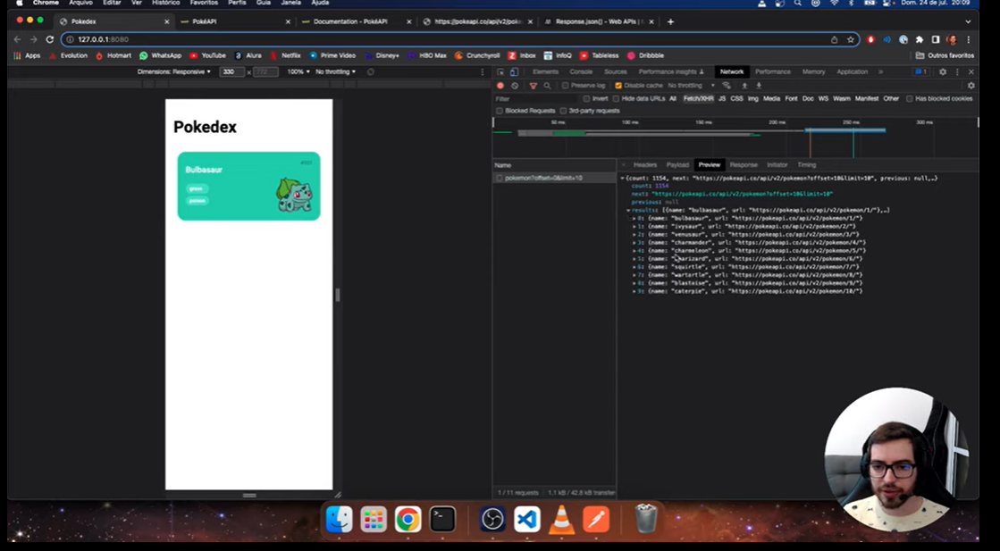 Chrome Arquivo Editar Ver Histórico Favoritos Perfis Guia Janela Ajuda Dom. 24 de jul. 20:09
Pokedex PokéAPI Documentation - PokéAPI https://pokeapi.co/api/v2/pok Response.json() - Web APIs |
127.0.0.1:8080
Apps Evolution Hotmart WhatsApp YouTube Alura Netflix Prime Video Disney+ HBO Max Crunchyroll Inbox InfoQ Tableless Dribbble Outros favoritos
Dimensions: Responsive 330 × 772 100% No throttling
Elements Console Sources Performance insights Network Performance Memory Application » 1
Preserve log Disable cache No throttling
Filter Invert Hide data URLs All Fetch/XHR JS CSS Img Media Font Doc WS Wasm Manifest Other Has blocked cookies
Blocked Requests 3rd-party requests
50 ms 100 ms 150 ms 200 ms 250 ms 300 ms
Name
pokemon?offset=0&limit=10
Headers Payload Preview Response Initiator Timing
{count: 1154, next: "https://pokeapi.co/api/v2/pokemon?offset=10&limit=10", previous: null,…}
count: 1154
next: "https://pokeapi.co/api/v2/pokemon?offset=10&limit=10"
previous: null
results: [{name: "bulbasaur", url: "https://pokeapi.co/api/v2/pokemon/1/"},…]
0: {name: "bulbasaur", url: "https://pokeapi.co/api/v2/pokemon/1/"}
1: {name: "ivysaur", url: "https://pokeapi.co/api/v2/pokemon/2/"}
2: {name: "venusaur", url: "https://pokeapi.co/api/v2/pokemon/3/"}
3: {name: "charmander", url: "https://pokeapi.co/api/v2/pokemon/4/"}
4: {name: "charmeleon", url: "https://pokeapi.co/api/v2/pokemon/5/"}
5: {name: "charizard", url: "https://pokeapi.co/api/v2/pokemon/6/"}
6: {name: "squirtle", url: "https://pokeapi.co/api/v2/pokemon/7/"}
7: {name: "wartortle", url: "https://pokeapi.co/api/v2/pokemon/8/"}
8: {name: "blastoise", url: "https://pokeapi.co/api/v2/pokemon/9/"}
9: {name: "caterpie", url: "https://pokeapi.co/api/v2/pokemon/10/"}
Pokedex
#001
Bulbasaur
grass
poison
1 / 11 requests 1.1 kB / 42.8 kB transfer